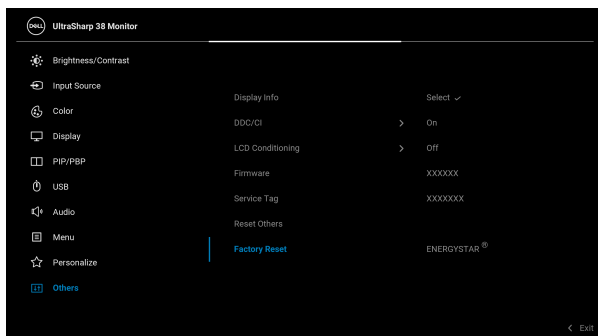 DELL UltraSharp 38 Monitor
Brightness/Contrast
Input Source
Color
Display
PIP/PBP
USB
Audio
Menu
Personalize
Others
Display Info Select ✓
DDC/CI > On
LCD Conditioning > Off
Firmware XXXXXX
Service Tag XXXXXXX
Reset Others
Factory Reset ENERGYSTAR ®
< Exit